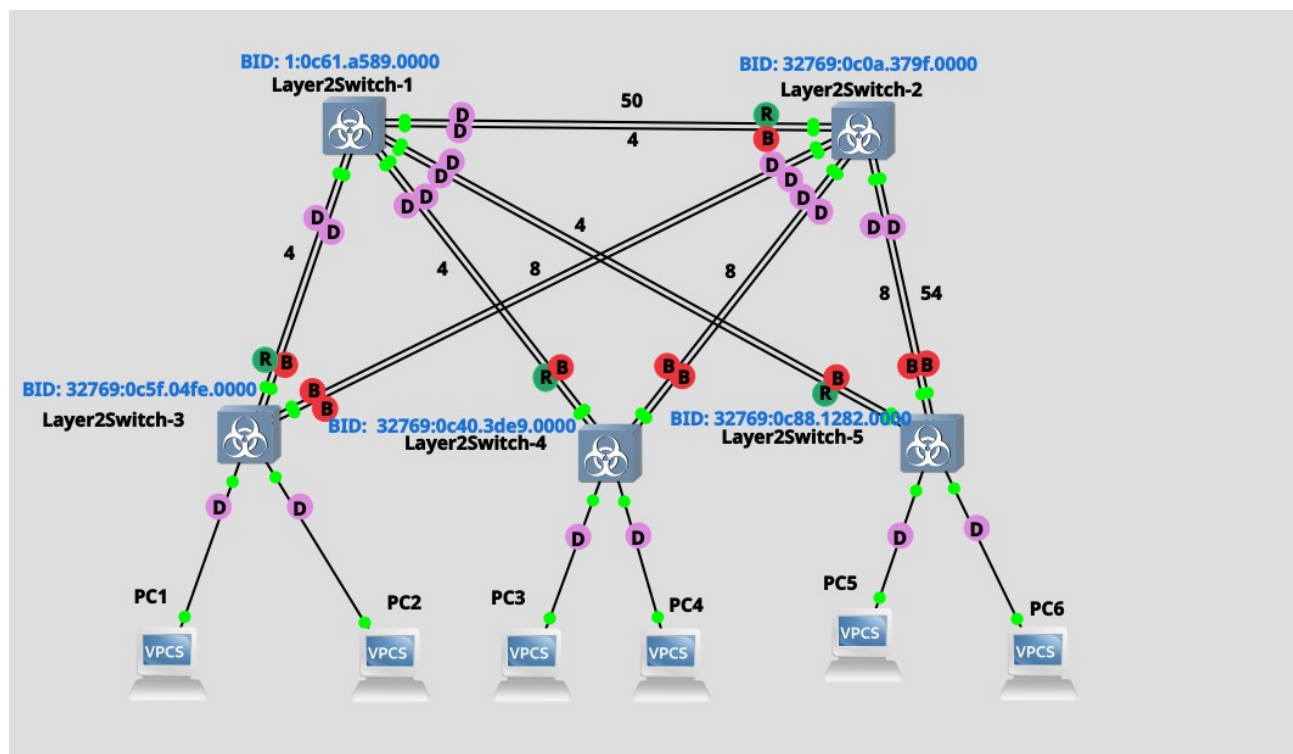 BID: 1:0c61.a589.0000
Layer2Switch-1
BID: 32769:0c0a.379f.0000
Layer2Switch-2
50
4
D
D
R
B
D
D
D
D
D
D
D
D
D
D
D
D
4
4
4
8
8
8
54
R
B
B
B
R
B
B
B
R
B
B
B
BID: 32769:0c5f.04fe.0000
Layer2Switch-3
BID: 32769:0c40.3de9.0000
Layer2Switch-4
BID: 32769:0c88.1282.0000
Layer2Switch-5
D
D
D
D
D
D
PC1
PC2
PC3
PC4
PC5
PC6
VPCS
VPCS
VPCS
VPCS
VPCS
VPCS